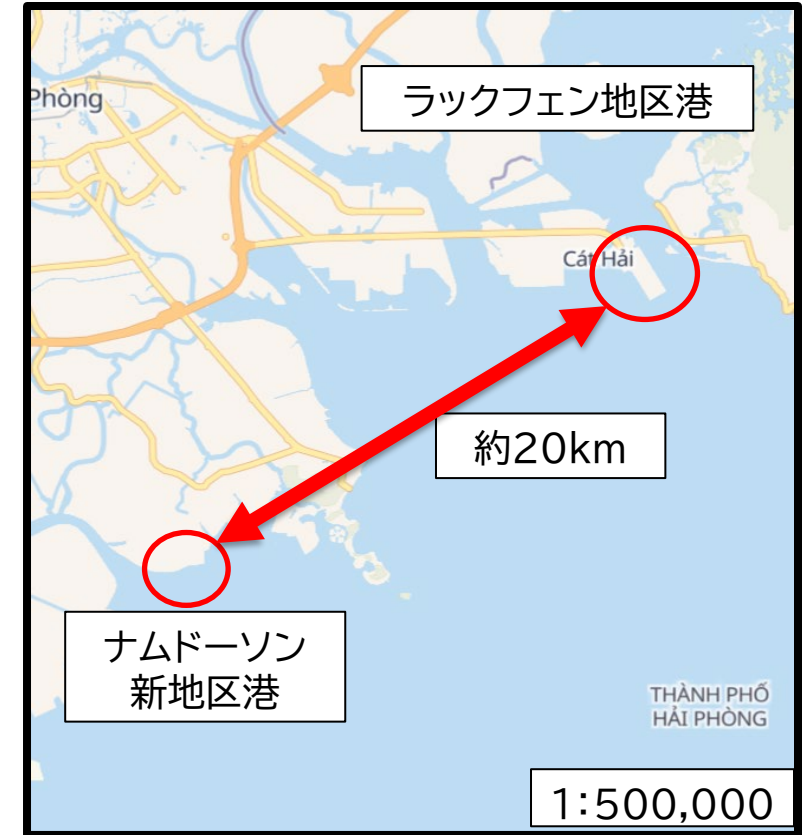 Phòng
ラックフェン地区港
Cát Hải
約20km
ナムドーソン
新地区港
THÀNH PHỐ
HẢI PHÒNG
1:500,000